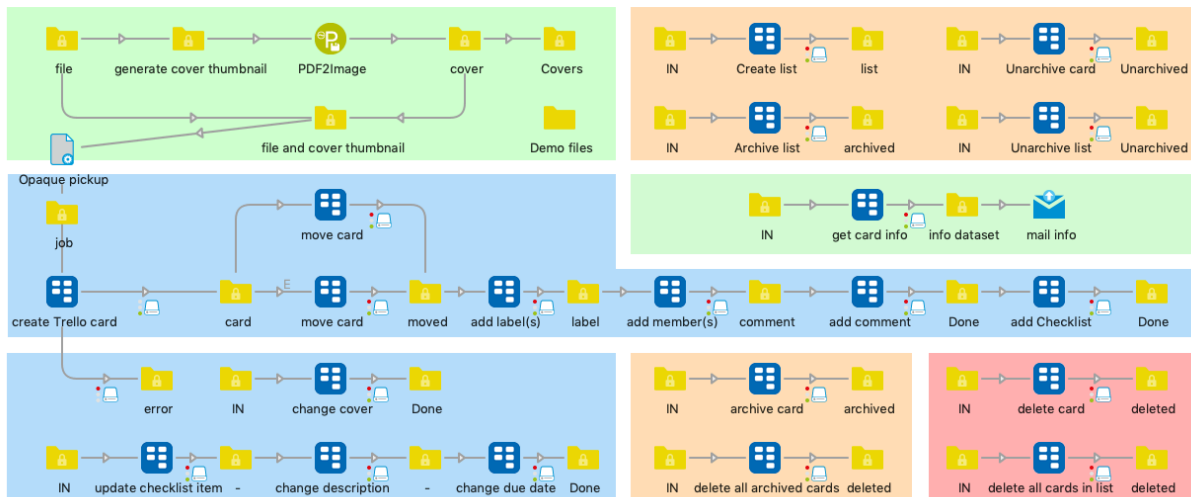 file generate cover thumbnail PDF2Image cover Covers
file and cover thumbnail Demo files
Opaque pickup
job
IN Create list list IN Unarchive card Unarchived
IN Archive list archived IN Unarchive list Unarchived
move card
IN get card info info dataset mail info
E
create Trello card card move card moved add label(s) label add member(s) comment add comment Done add Checklist Done
error IN change cover Done
IN update checklist item - change description - change due date Done
IN archive card archived
IN delete all archived cards deleted
IN delete card deleted
IN delete all cards in list deleted